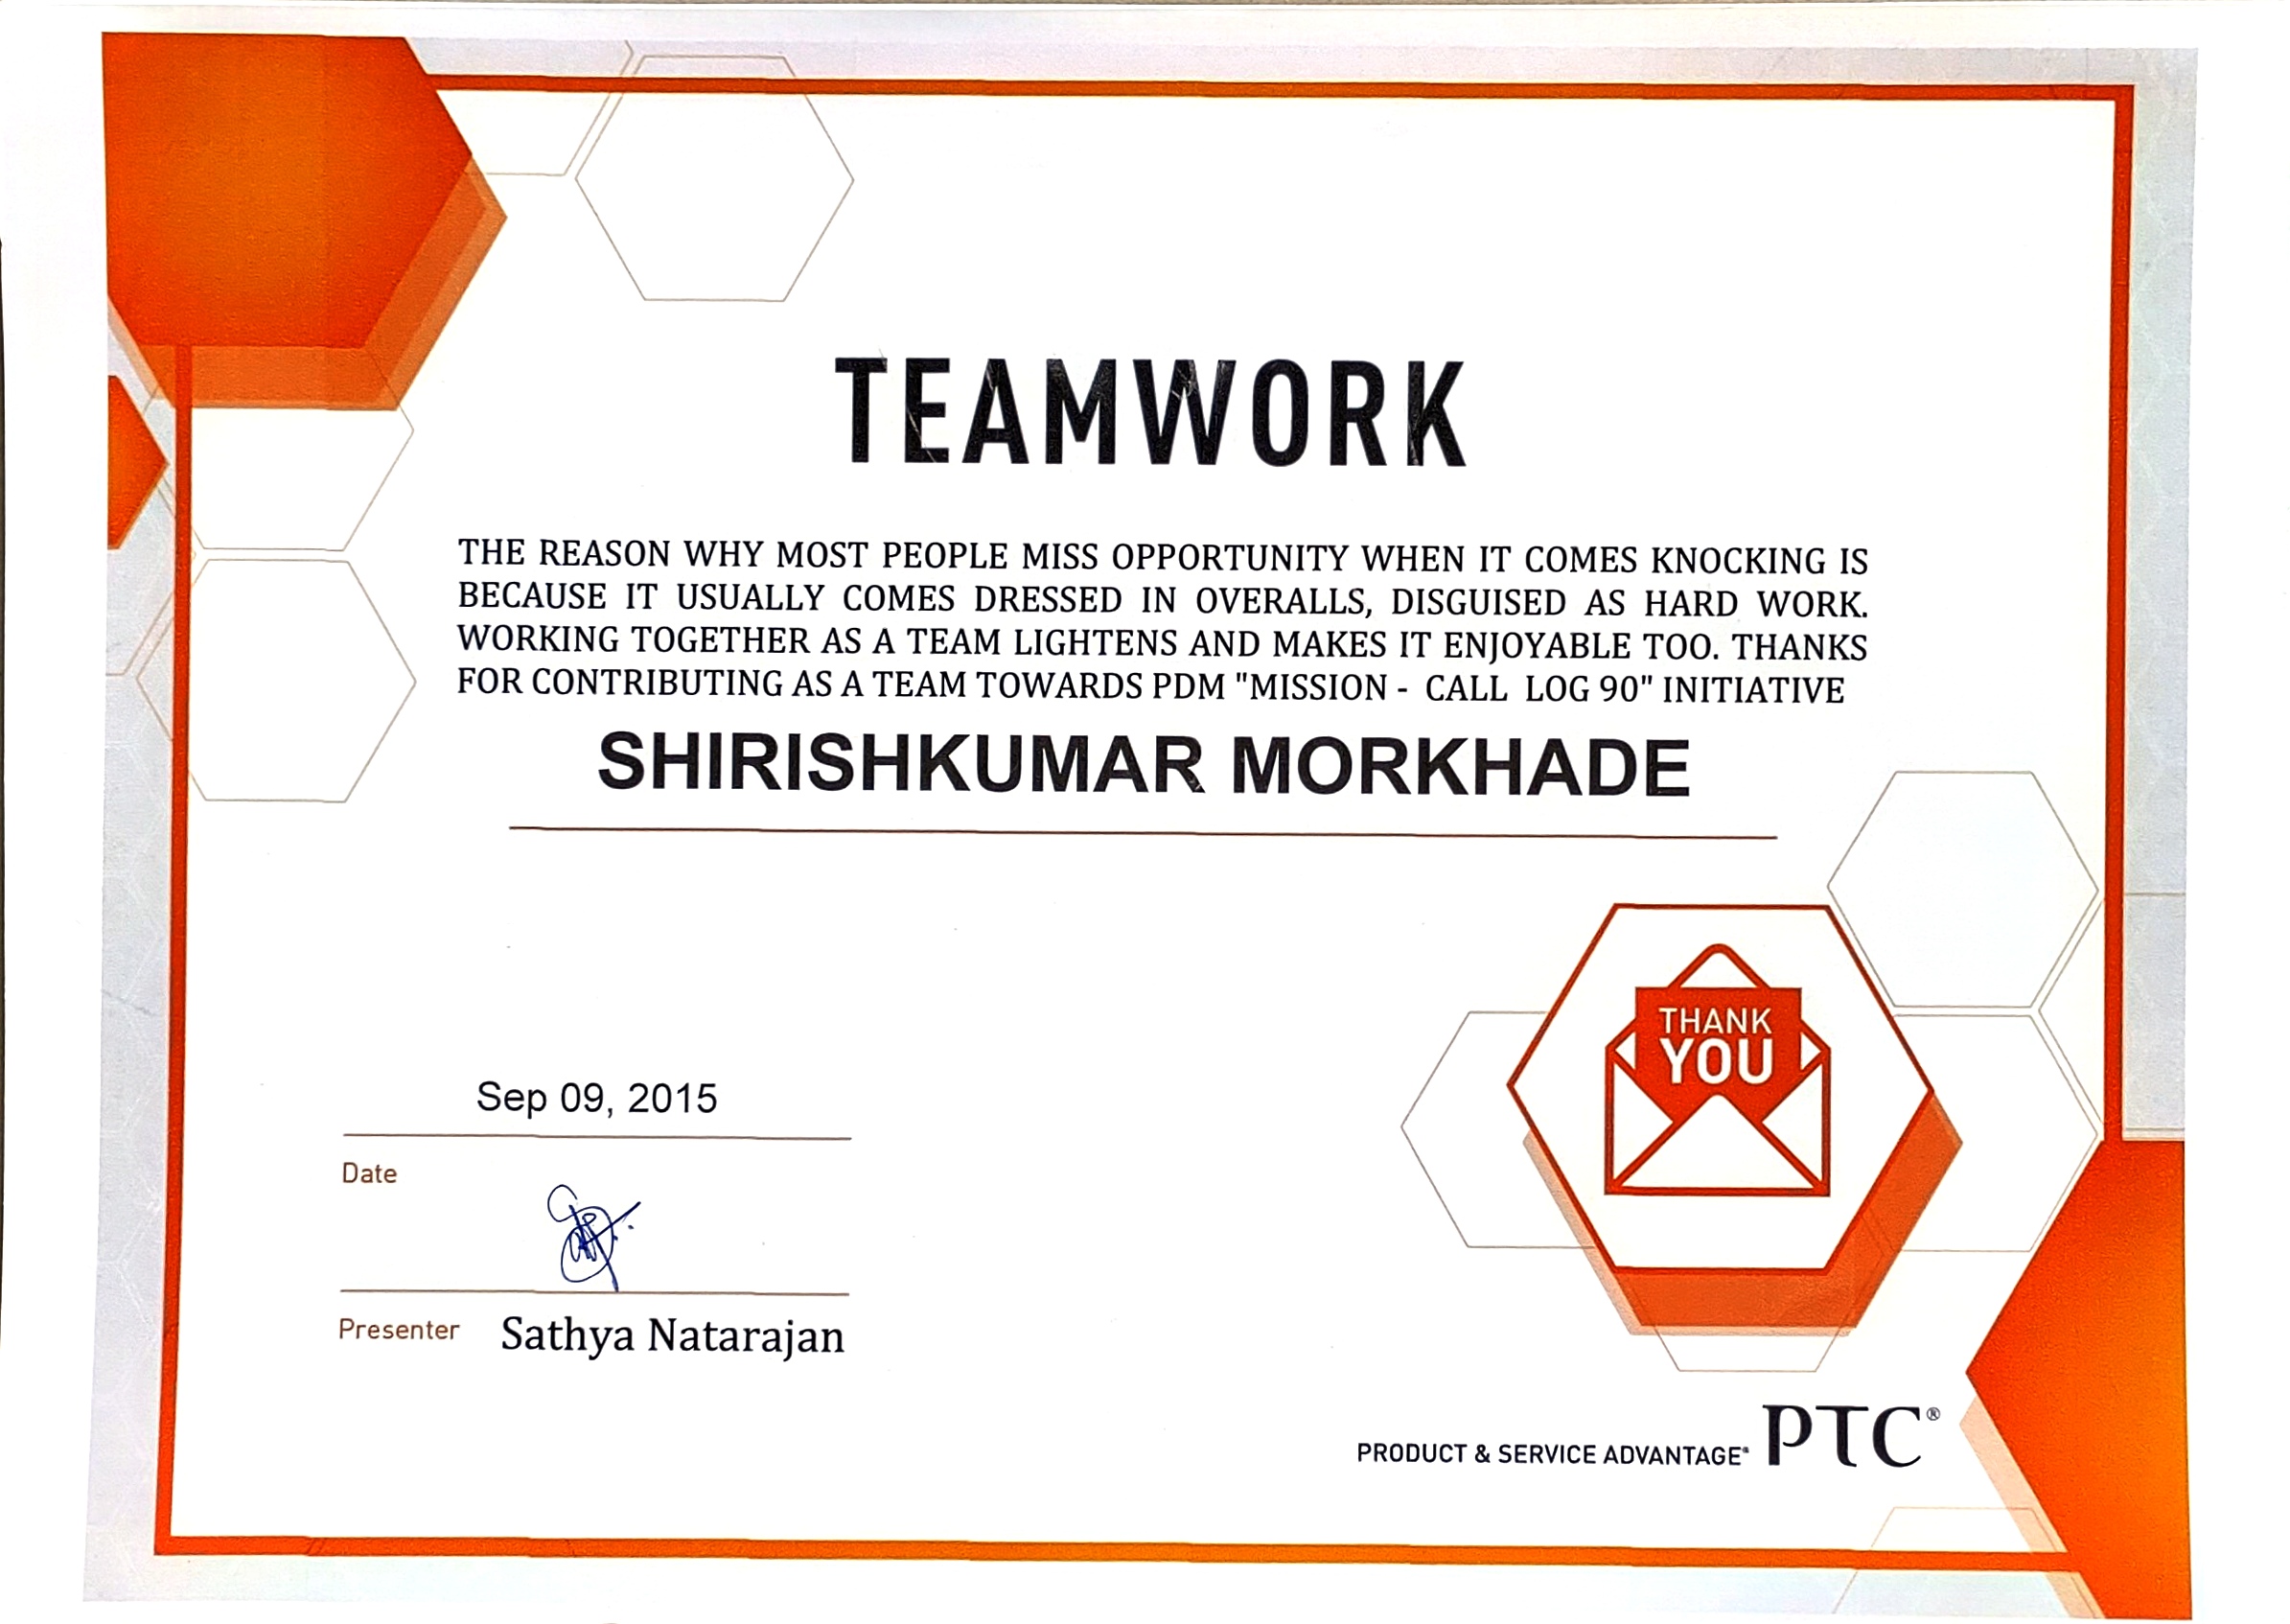 TEAMWORK
THE REASON WHY MOST PEOPLE MISS OPPORTUNITY WHEN IT COMES KNOCKING IS
BECAUSE IT USUALLY COMES DRESSED IN OVERALLS, DISGUISED AS HARD WORK.
WORKING TOGETHER AS A TEAM LIGHTENS AND MAKES IT ENJOYABLE TOO. THANKS
FOR CONTRIBUTING AS A TEAM TOWARDS PDM "MISSION - CALL LOG 90" INITIATIVE
SHIRISHKUMAR MORKHADE
THANK
YOU
Sep 09, 2015
Date
Presenter Sathya Natarajan
PRODUCT & SERVICE ADVANTAGE® PTC®